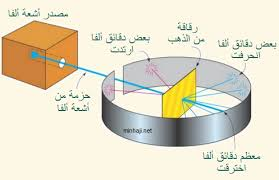 مصدر أشعة ألفا
حزمة من
أشعة ألفا
بعض دقائق ألفا
ارتدت
رقاقة
من الذهب
بعض دقائق ألفا
انحرفت
معظم دقائق ألفا
اخترقت
minhaji.net